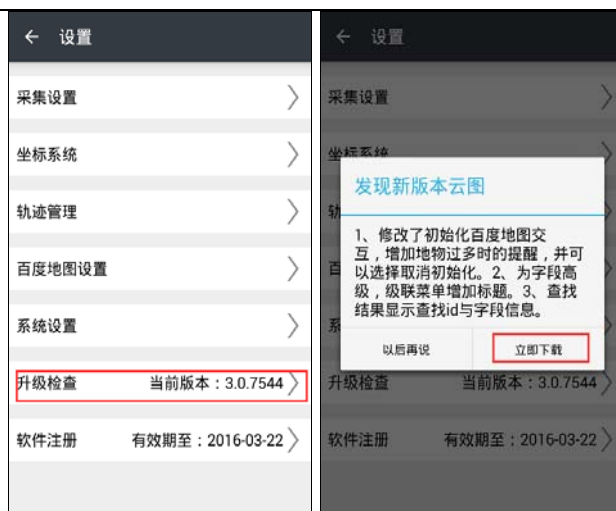 ← 设置
采集设置
坐标系统
轨迹管理
百度地图设置
系统设置
升级检查 当前版本：3.0.7544
软件注册 有效期至：2016-03-22
← 设置
采集设置
坐标系统
发现新版本云图
轨
1、修改了初始化百度地图交
互，增加地物过多时的提醒，并可
以选择取消初始化。2、为字段高
级，级联菜单增加标题。3、查找
结果显示查找id与字段信息。
百
系
以后再说 立即下载
升级检查 当前版本：3.0.7544
软件注册 有效期至：2016-03-22